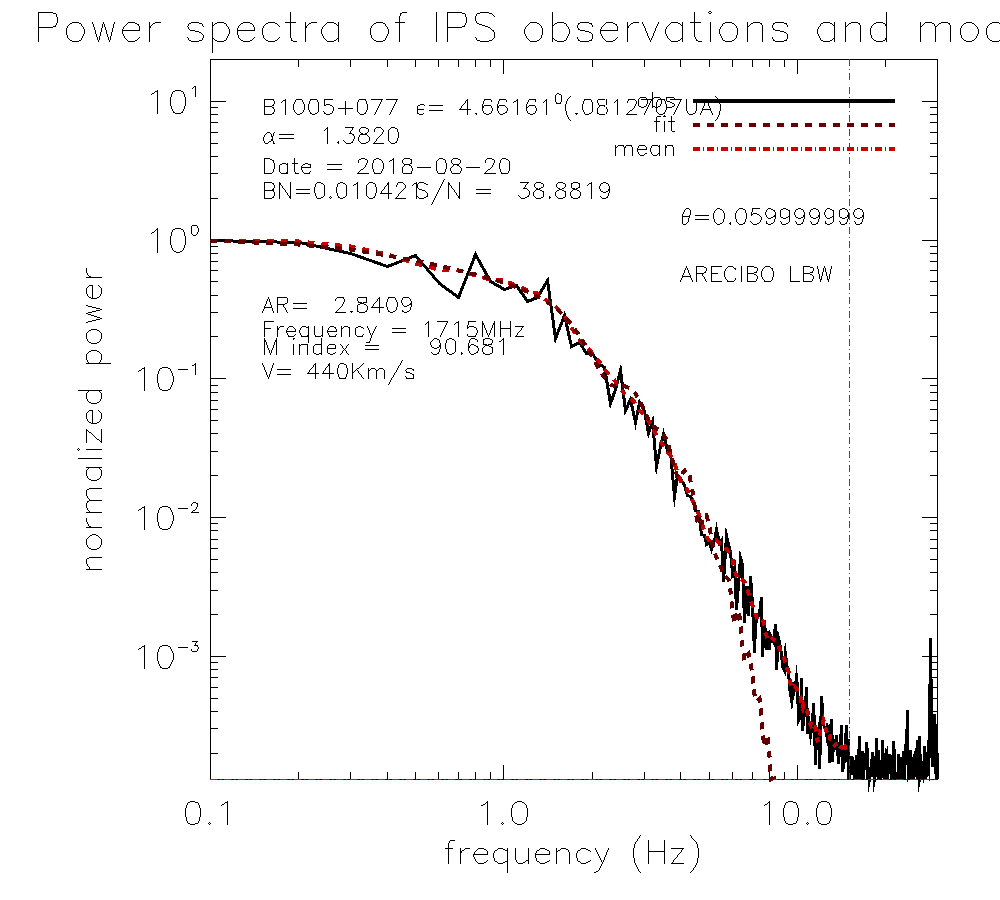 Power spectra of IPS observations and mod
10¹
B1005+077 ε= 4.66161⁰(.0812707UA)
obs
fit
α= 1.3820
mean
Date = 2018-08-20
BN=0.010421S/N = 38.8819
θ=0.059999999
10⁰
ARECIBO LBW
AR= 2.8409
Frequency = 1715MHz
M index = 90.681
V= 440Km/s
10⁻¹
10⁻²
10⁻³
normalized power
0.1
1.0
10.0
frequency (Hz)